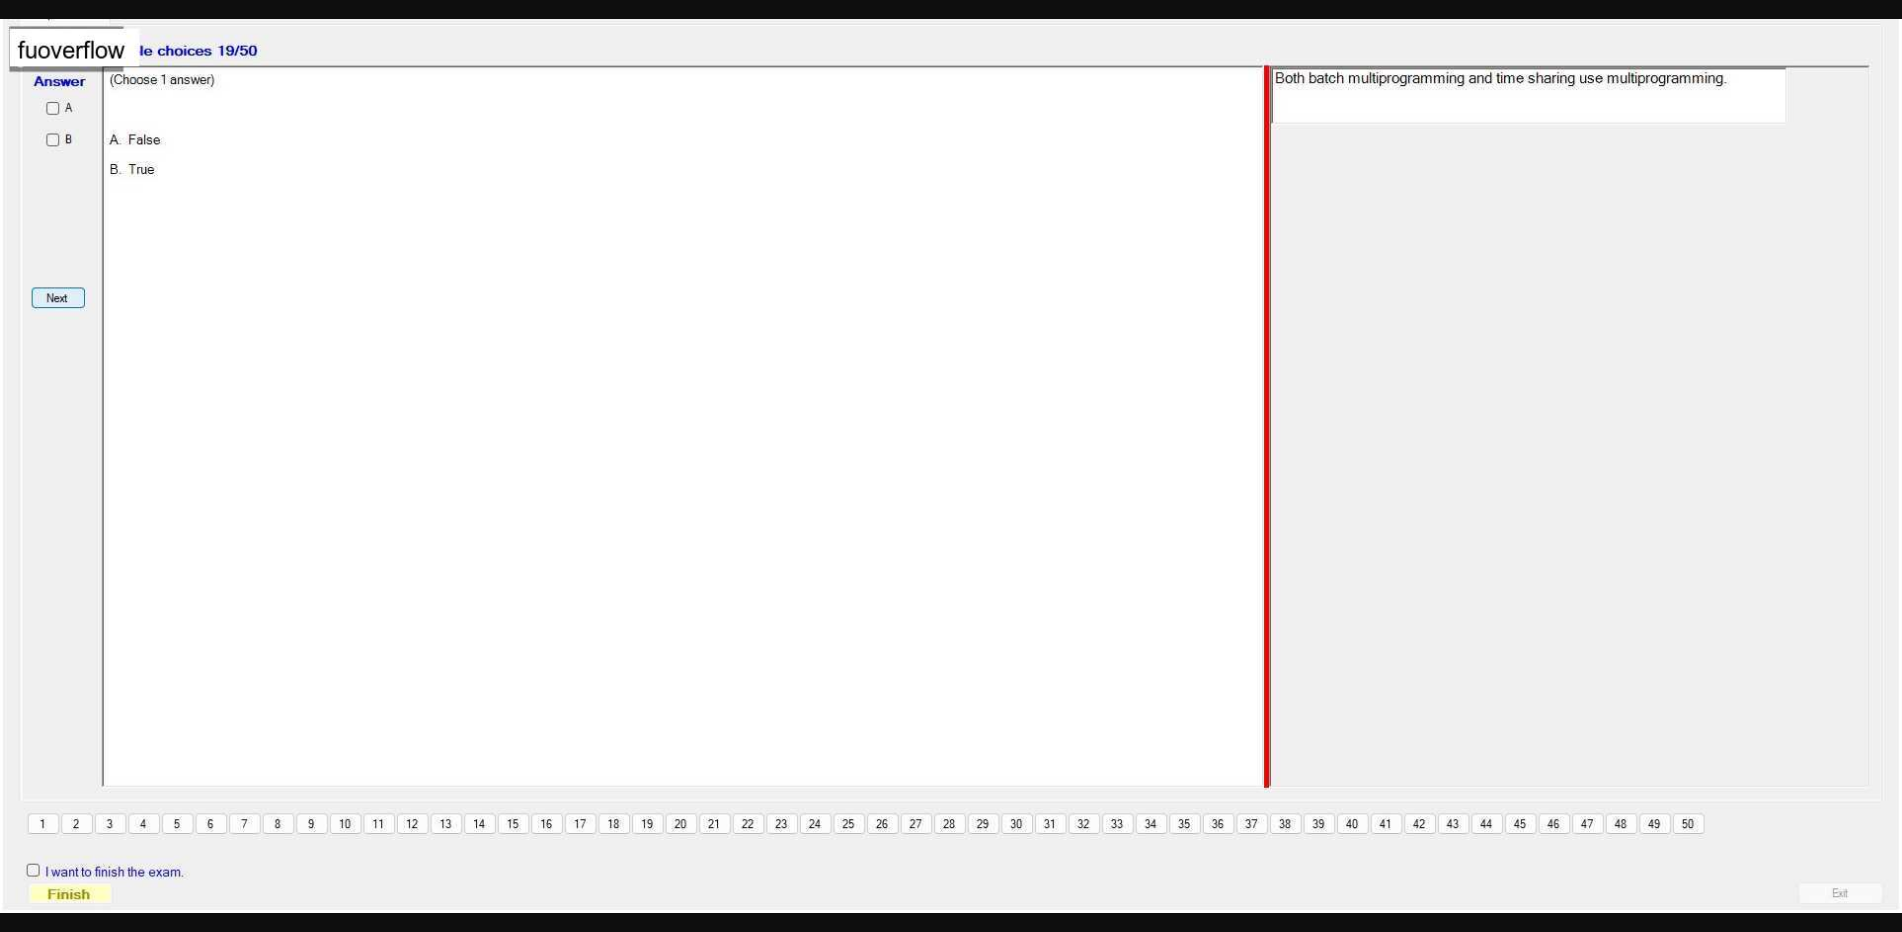 fuoverflow
le choices 19/50
Answer
(Choose 1 answer)
Both batch multiprogramming and time sharing use multiprogramming.
A
B
A. False
B. True
Next
1 2 3 4 5 6 7 8 9 10 11 12 13 14 15 16 17 18 19 20 21 22 23 24 25 26 27 28 29 30 31 32 33 34 35 36 37 38 39 40 41 42 43 44 45 46 47 48 49 50
I want to finish the exam.
Finish
Exit